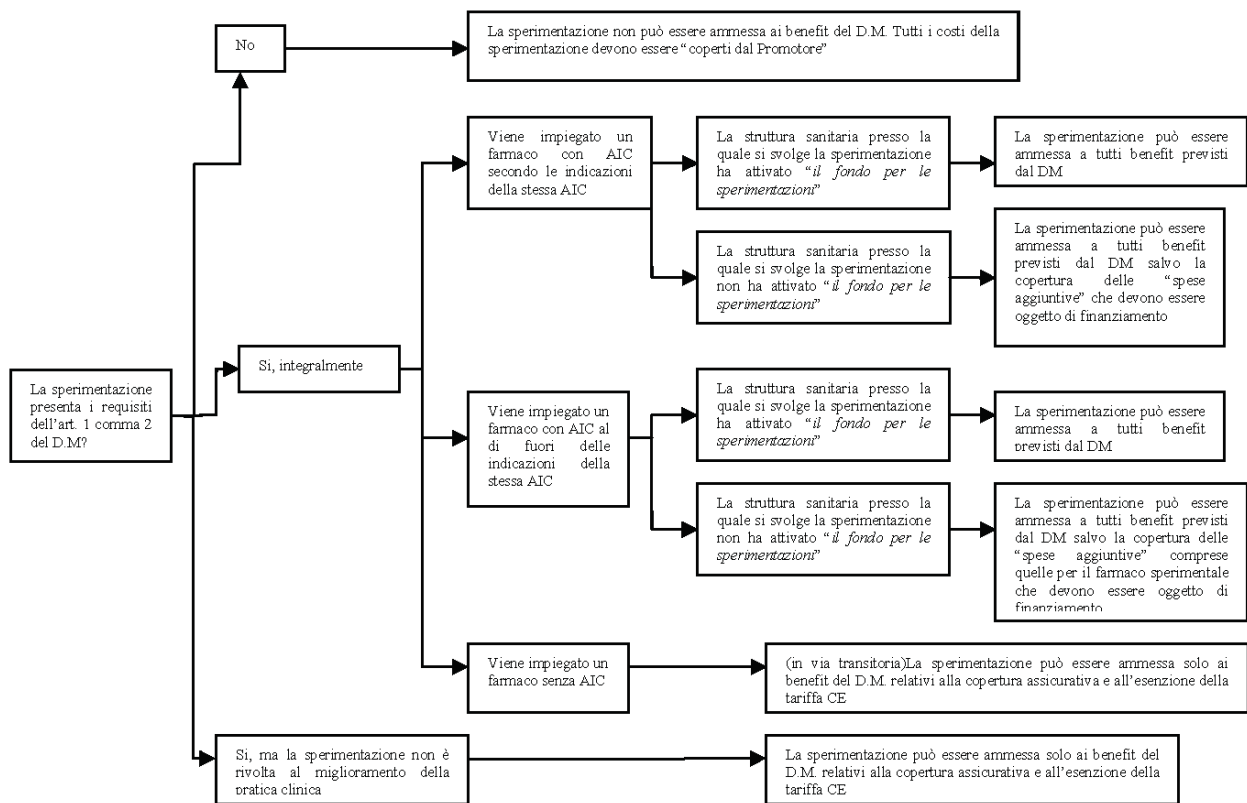 No
La sperimentazione non può essere ammessa ai benefit del D.M. Tutti i costi della
sperimentazione devono essere “coperti dal Promotore”
Viene impiegato un
farmaco con AIC
secondo le indicazioni
della stessa AIC
La struttura sanitaria presso la
quale si svolge la sperimentazione
ha attivato “il fondo per le
sperimentazioni”
La sperimentazione può essere
ammessa a tutti benefit previsti
dal DM
La struttura sanitaria presso la
quale si svolge la sperimentazione
non ha attivato “il fondo per le
sperimentazioni”
La sperimentazione può essere
ammessa a tutti benefit
previsti dal DM salvo la
copertura delle “spese
aggiuntive” che devono essere
oggetto di finanziamento
La sperimentazione
presenta i requisiti
dell’art. 1 comma 2
del D.M?
Si, integralmente
Viene impiegato un
farmaco con AIC al
di fuori delle
indicazioni della
stessa AIC
La struttura sanitaria presso la
quale si svolge la sperimentazione
ha attivato “il fondo per le
sperimentazioni”
La sperimentazione può essere
ammessa a tutti benefit
previsti dal DM
La struttura sanitaria presso la
quale si svolge la sperimentazione
non ha attivato “il fondo per le
sperimentazioni”
La sperimentazione può essere
ammessa a tutti benefit previsti
dal DM salvo la copertura delle
“spese aggiuntive” comprese
quelle per il farmaco sperimentale
che devono essere oggetto di
finanziamento
Viene impiegato un
farmaco senza AIC
(in via transitoria)La sperimentazione può essere ammessa solo ai
benefit del D.M. relativi alla copertura assicurativa e all’esenzione della
tariffa CE
Si, ma la sperimentazione non è
rivolta al miglioramento della
pratica clinica
La sperimentazione può essere ammessa solo ai benefit del
D.M. relativi alla copertura assicurativa e all’esenzione della
tariffa CE